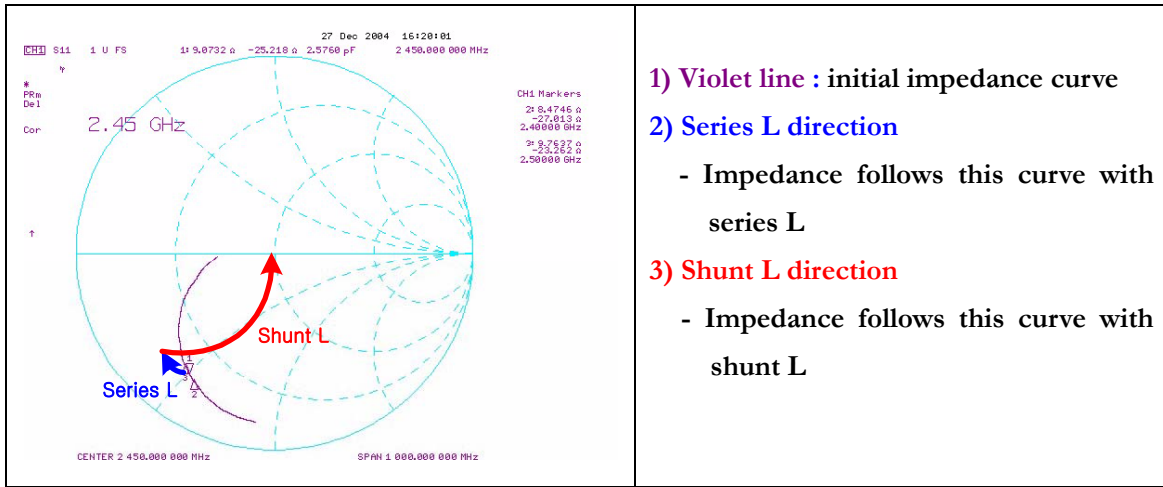 27 Dec 2004 16:20:01
CH1 S11 1 U FS 1: 9.0732 Ω -25.218 Ω 2.5760 pF 2 450.000 000 MHz
*
PRm
Del
Cor
2.45 GHz
↑
CH1 Markers
2: 8.4746 Ω
-27.013 Ω
2.40000 GHz
3: 9.7637 Ω
-23.262 Ω
2.50000 GHz
Shunt L
1
3
2
Series L
CENTER 2 450.000 000 MHz SPAN 1 000.000 000 MHz
1) Violet line : initial impedance curve
2) Series L direction
- Impedance follows this curve with
series L
3) Shunt L direction
- Impedance follows this curve with
shunt L